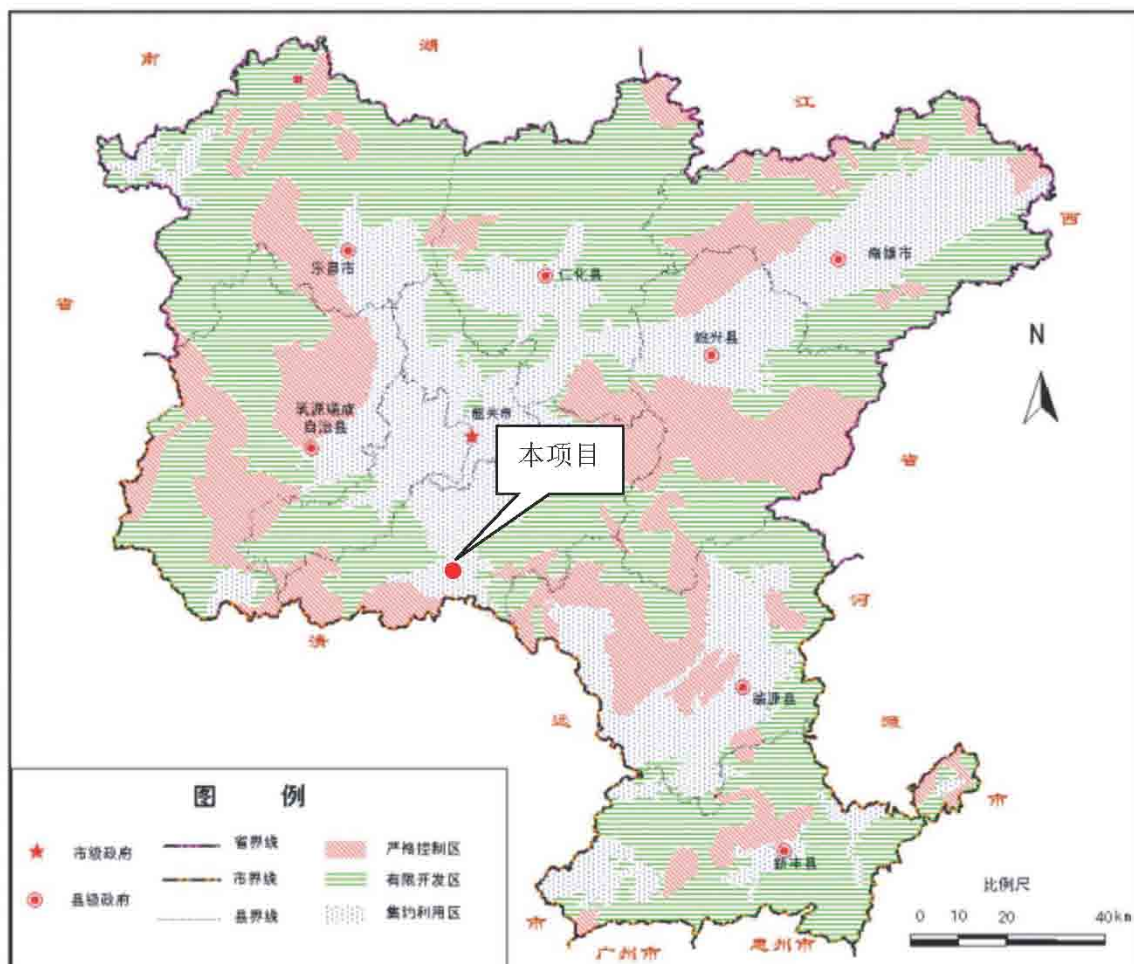 湖
南
省
江
西
省
乐昌市
仁化县
南雄市
始兴县
N
韶关市
乳源瑶族
自治县
本项目
清
远
市
河
源
市
翁源县
新丰县
广州市
惠州市
图 例
市级政府
县级政府
省界线
市界线
县界线
严格控制区
有限开发区
集约利用区
比例尺
0 10 20 40km